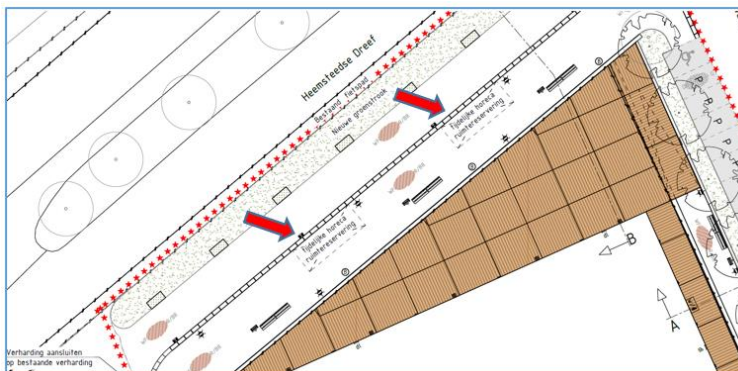 Heemsteedse Dreef
Bestaand fietspad
Nieuwe groenstrook
Tijdelijke horeca
ruimtereservering
Tijdelijke horeca
ruimtereservering
P
P
P
P
B
A
Verharding aansluiten
op bestaande verharding